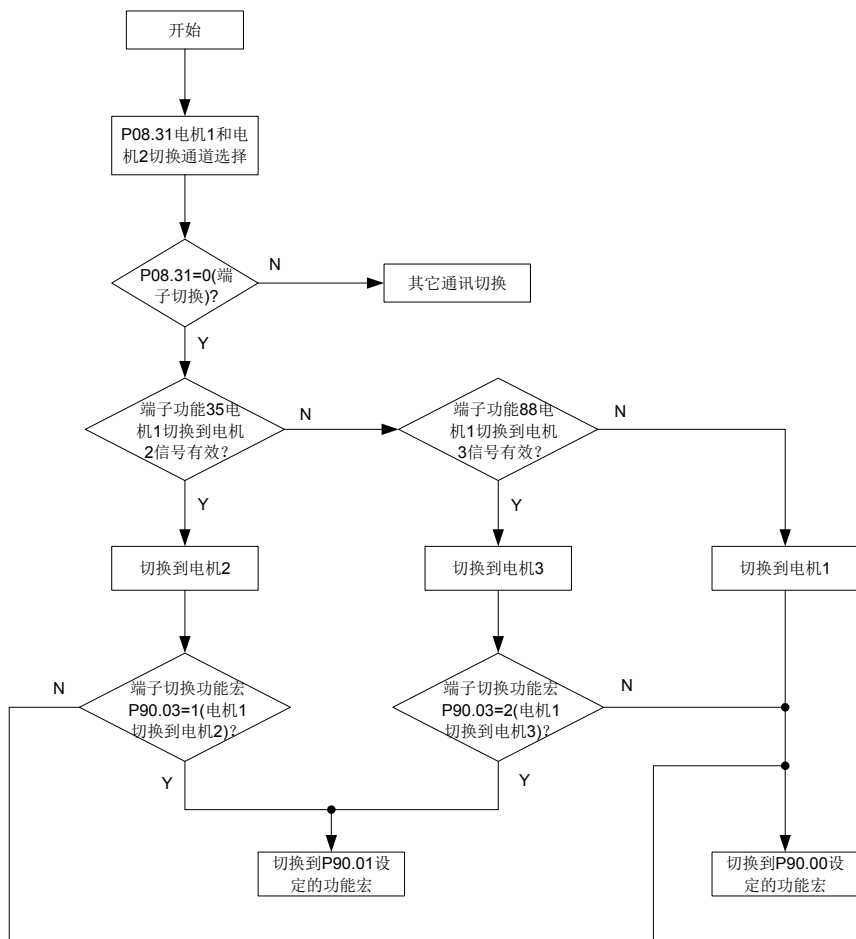 开始
P08.31电机1和电
机2切换通道选择
P08.31=0(端
子切换)?
N
其它通讯切换
Y
端子功能35电
机1切换到电机
2信号有效?
N
端子功能88电
机1切换到电机
3信号有效?
N
Y
Y
切换到电机2
切换到电机3
切换到电机1
N
端子切换功能宏
P90.03=1(电机1
切换到电机2)?
端子切换功能宏
P90.03=2(电机1
切换到电机3)?
N
Y
Y
切换到P90.01设
定的功能宏
切换到P90.00设
定的功能宏